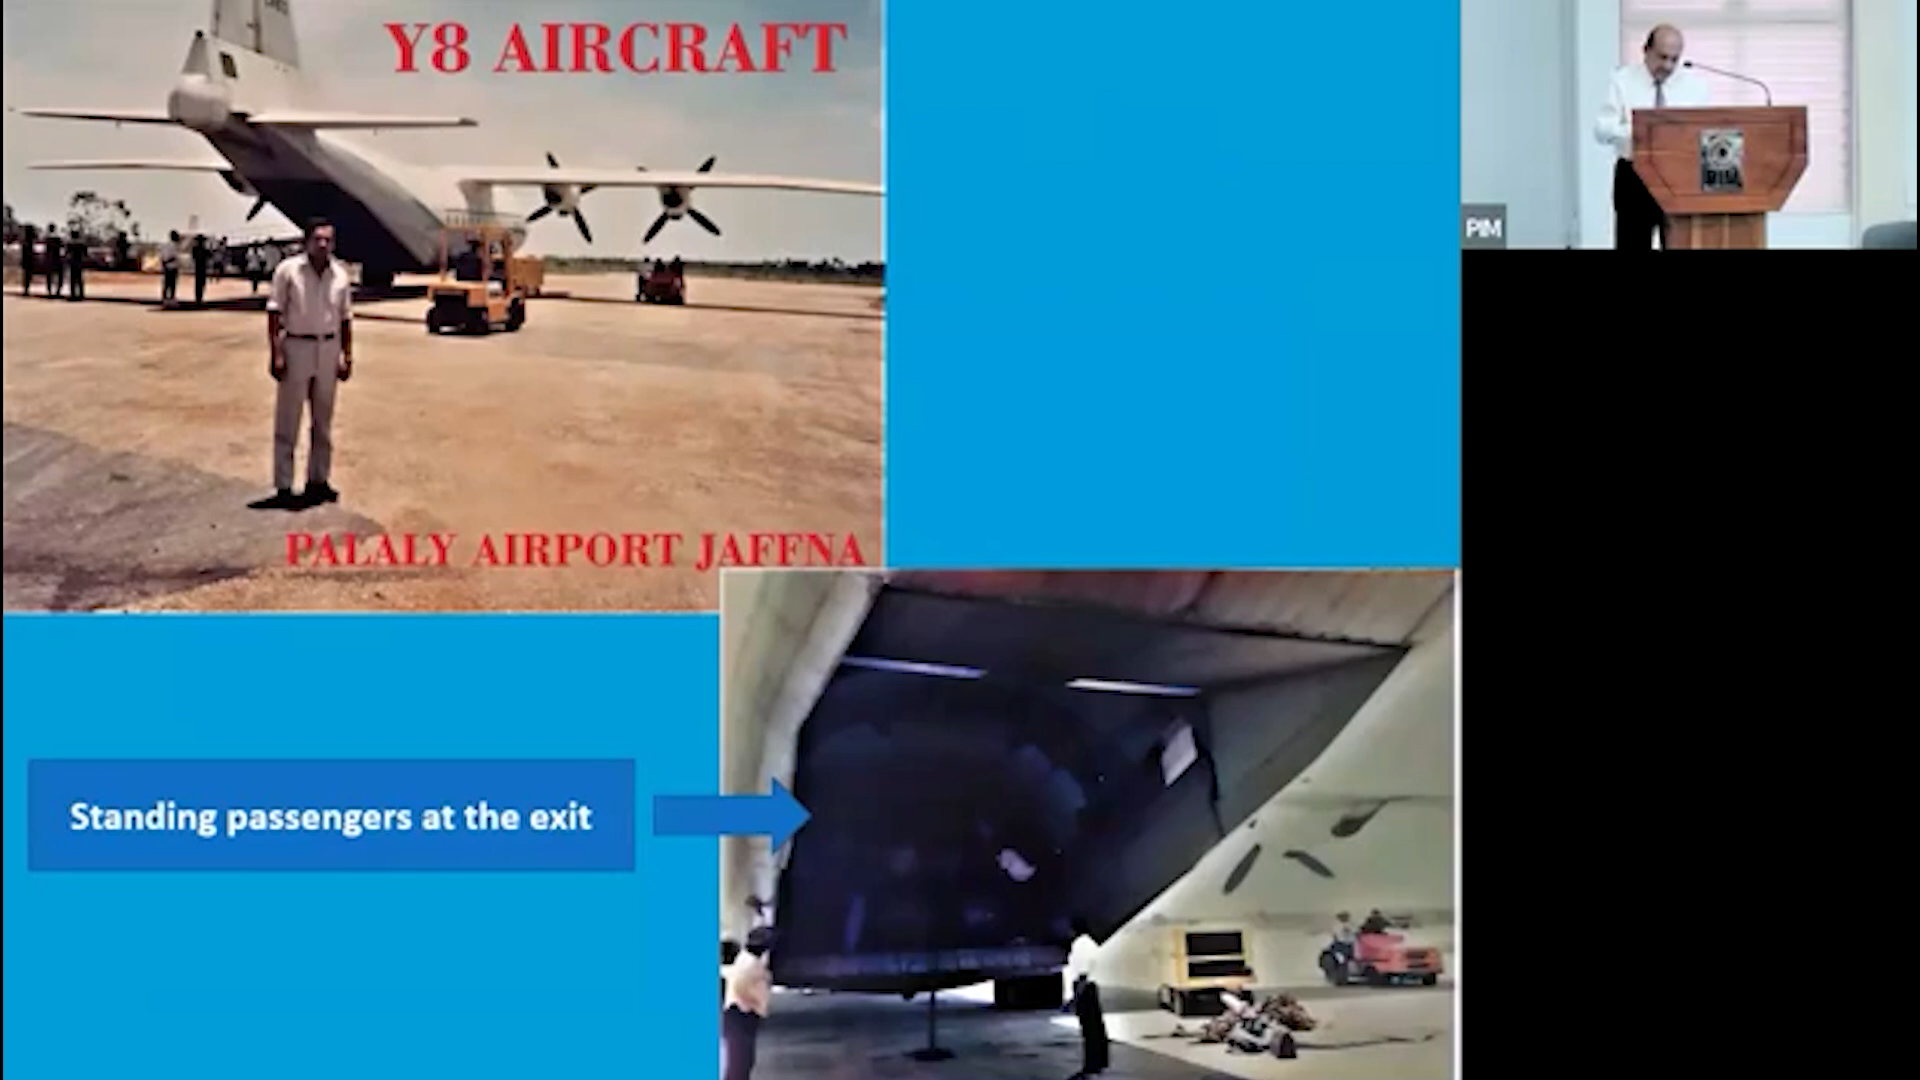 Y8 AIRCRAFT
PIM
PALALY AIRPORT JAFFNA
Standing passengers at the exit